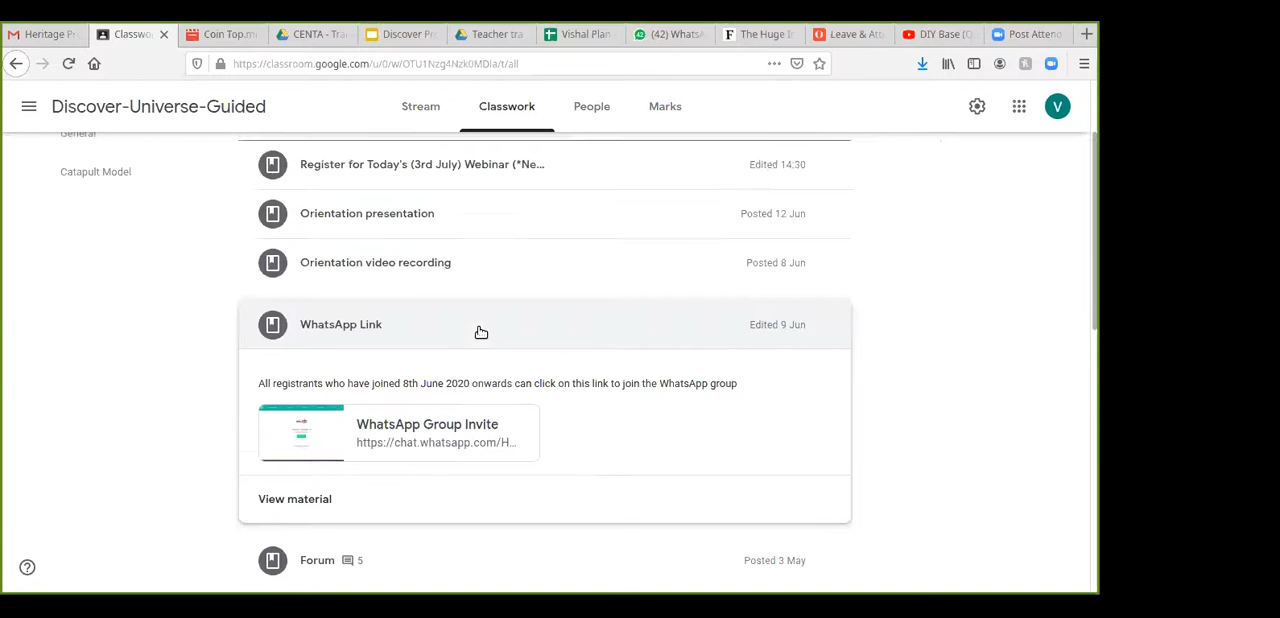 Heritage Pr
Classwo
Coin Top.m
CENTA - Tra
Discover Pr
Teacher tra
Vishal Plan
(42) WhatsA
The Huge I
Leave & Att
DIY Base (
Post Attend
https://classroom.google.com/u/0/w/OTU1Nzg4Nzk0MDla/t/all
Discover-Universe-Guided
Stream
Classwork
People
Marks
V
General
Catapult Model
Register for Today's (3rd July) Webinar (*Ne...
Edited 14:30
Orientation presentation
Posted 12 Jun
Orientation video recording
Posted 8 Jun
WhatsApp Link
Edited 9 Jun
All registrants who have joined 8th June 2020 onwards can click on this link to join the WhatsApp group
WhatsApp Group Invite
https://chat.whatsapp.com/H...
View material
Forum 5
Posted 3 May